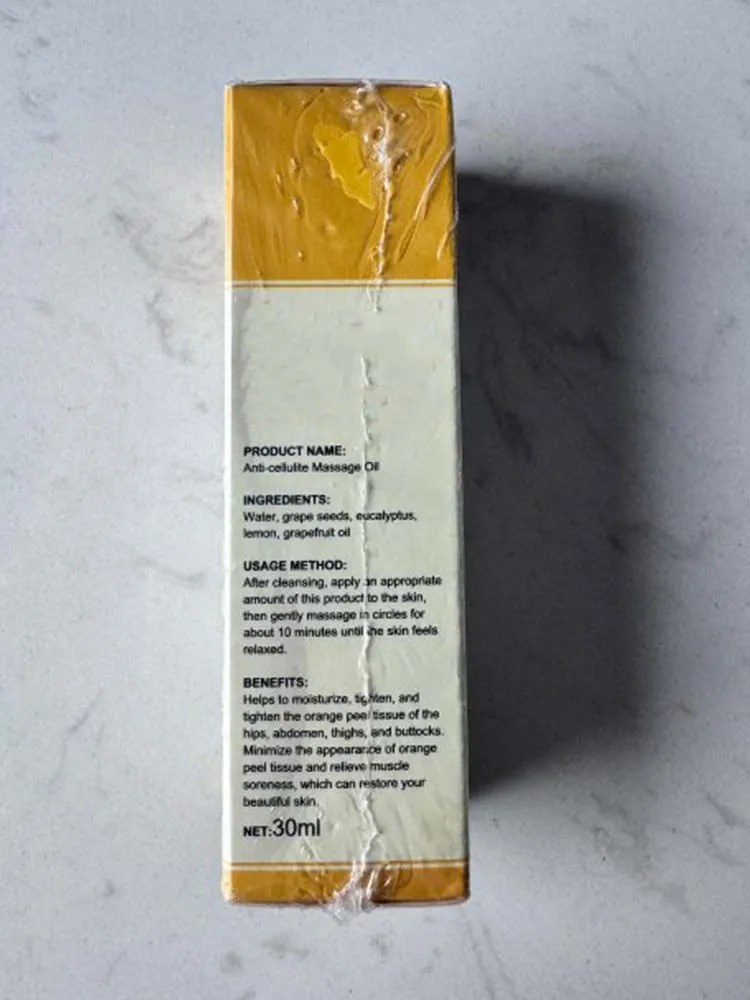 PRODUCT NAME:
Anti-cellulite Massage Oil
INGREDIENTS:
Water, grape seeds, eucalyptus,
lemon, grapefruit oil
USAGE METHOD:
After cleansing, apply an appropriate
amount of this product to the skin,
then gently massage in circles for
about 10 minutes until the skin feels
relaxed.
BENEFITS:
Helps to moisturize, tighten, and
tighten the orange peel tissue of the
hips, abdomen, thighs, and buttocks.
Minimize the appearance of orange
peel tissue and relieve muscle
soreness, which can restore your
beautiful skin.
NET:30ml